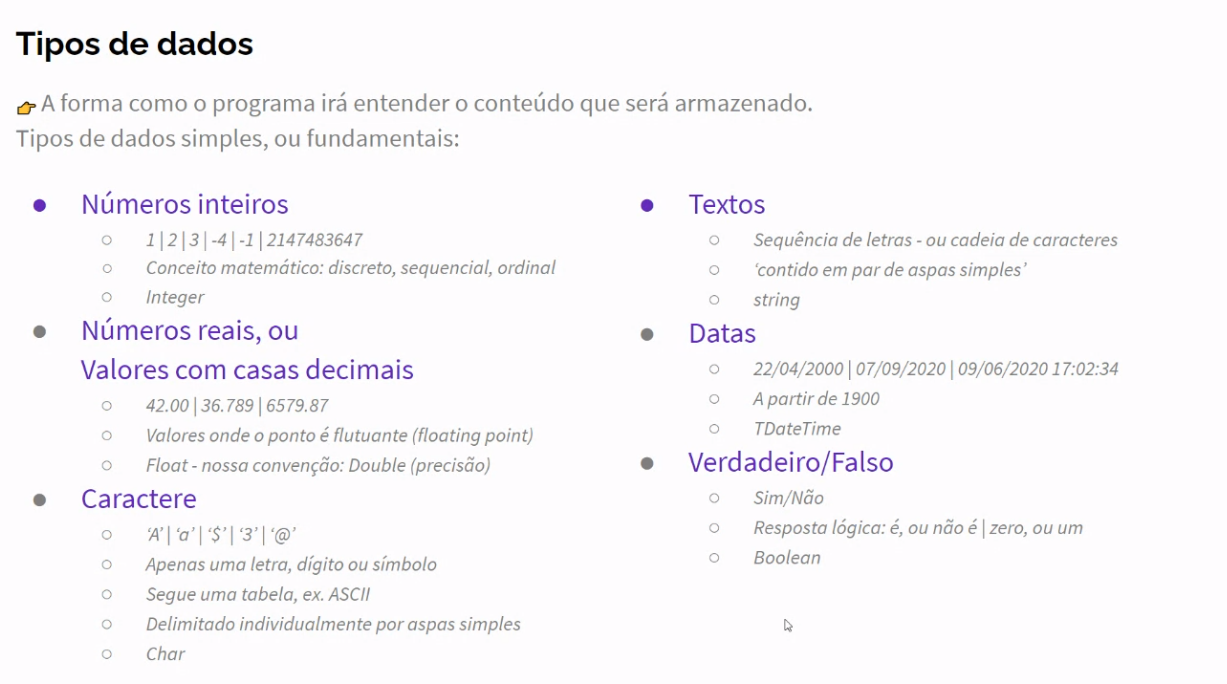 Tipos de dados
👉 A forma como o programa irá entender o conteúdo que será armazenado.
Tipos de dados simples, ou fundamentais:
● Números inteiros
○ 1 | 2 | 3 | -4 | -1 | 2147483647
○ Conceito matemático: discreto, sequencial, ordinal
○ Integer
● Números reais, ou
Valores com casas decimais
○ 42.00 | 36.789 | 6579.87
○ Valores onde o ponto é flutuante (floating point)
○ Float - nossa convenção: Double (precisão)
● Caractere
○ ‘A’ | ‘a’ | ‘$’ | ‘3’ | ‘@’
○ Apenas uma letra, dígito ou símbolo
○ Segue uma tabela, ex. ASCII
○ Delimitado individualmente por aspas simples
○ Char
● Textos
○ Sequência de letras - ou cadeia de caracteres
○ ‘contido em par de aspas simples’
○ string
● Datas
○ 22/04/2000 | 07/09/2020 | 09/06/2020 17:02:34
○ A partir de 1900
○ TDateTime
● Verdadeiro/Falso
○ Sim/Não
○ Resposta lógica: é, ou não é | zero, ou um
○ Boolean